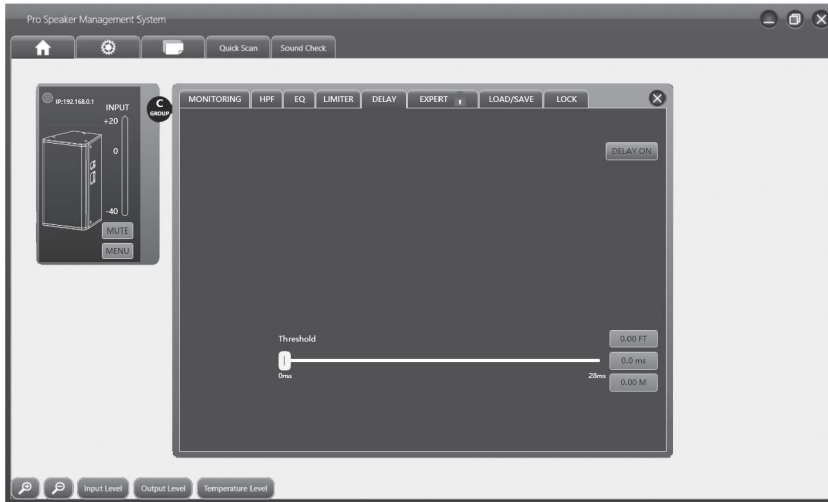 Pro Speaker Management System
Quick Scan
Sound Check
IP:192.168.0.1
INPUT
+20
0
-40
MUTE
MENU
C
GROUP
MONITORING
HPF
EQ
LIMITER
DELAY
EXPERT
LOAD/SAVE
LOCK
DELAY ON
Threshold
0ms
28ms
0.00 FT
0.0 ms
0.00 M
Input Level
Output Level
Temperature Level